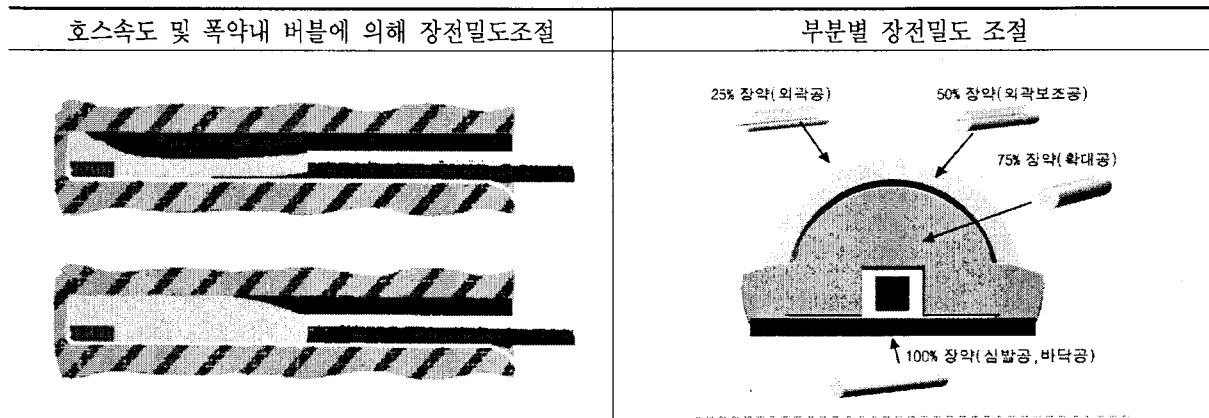 호스속도 및 폭약내 버블에 의해 장전밀도조절
부분별 장전밀도 조절
25% 장약(외곽공)
50% 장약(외곽보조공)
75% 장약(확대공)
100% 장약(심발공,바닥공)